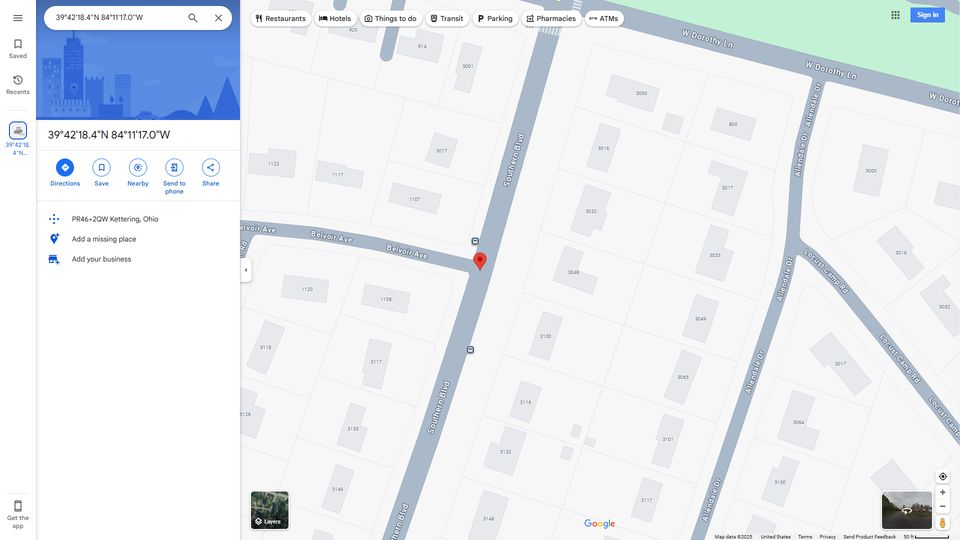 39°42'18.4"N 84°11'17.0"W
Restaurants
Hotels
Things to do
Transit
Parking
Pharmacies
ATMs
Sign in
Saved
Recents
39°42'18.
4"N...
39°42'18.4"N 84°11'17.0"W
Directions
Save
Nearby
Send to
phone
Share
PR46+2QW Kettering, Ohio
Add a missing place
Add your business
Get the
app
Layers
920
914
3001
3017
1123
1117
1107
Belvoir Ave
Belvoir Ave
Belvoir Ave
Rd
1120
1108
3118
3117
3126
3133
3149
Southern Blvd
Southern Blvd
Southern Blvd
W Dorothy Ln
W Dorothy Ln
W Dorothy
3000
800
3016
3017
3032
3033
3048
3049
3100
3065
3116
3101
3132
3117
3148
Allendale Dr
Allendale Dr
Allendale Dr
Allendale Dr
Allendale Dr
3000
3016
3032
3017
3064
3100
Locust Camp Rd
Locust Camp Rd
Locust Camp
Google
Map data ©2025
United States
Terms
Privacy
Send Product Feedback
50 ft